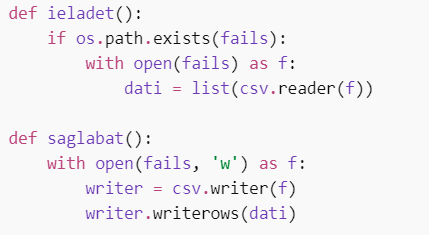 def ieladet():
    if os.path.exists(fails):
        with open(fails) as f:
            dati = list(csv.reader(f))

def saglabat():
    with open(fails, 'w') as f:
        writer = csv.writer(f)
        writer.writerows(dati)